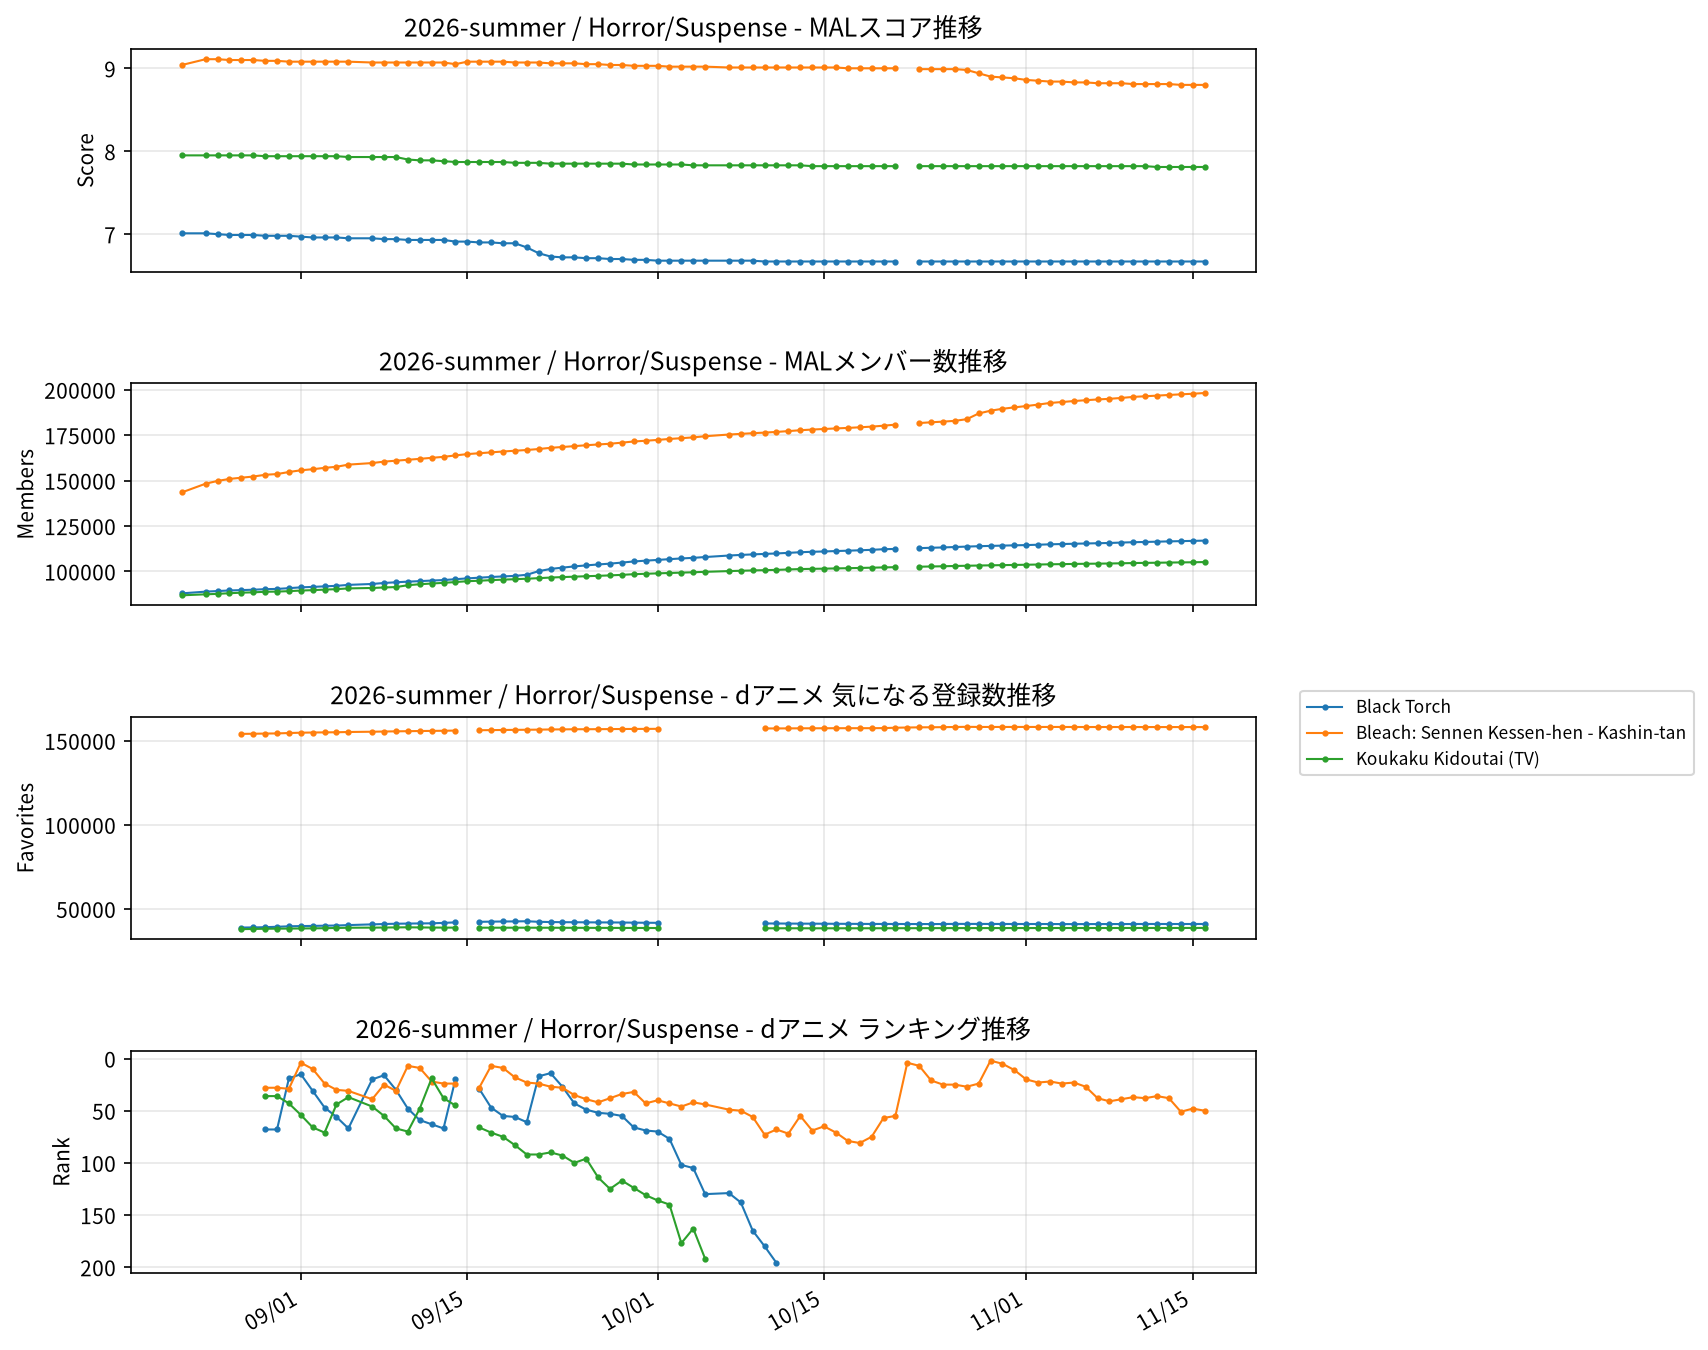 2026-summer / Horror/Suspense - MALスコア推移
9
8
7
Score
2026-summer / Horror/Suspense - MALメンバー数推移
200000
175000
150000
125000
100000
Members
2026-summer / Horror/Suspense - dアニメ 気になる登録数推移
150000
100000
50000
Favorites
Black Torch
Bleach: Sennen Kessen-hen - Kashin-tan
Koukaku Kidoutai (TV)
2026-summer / Horror/Suspense - dアニメ ランキング推移
0
50
100
150
200
Rank
09/01
09/15
10/01
10/15
11/01
11/15